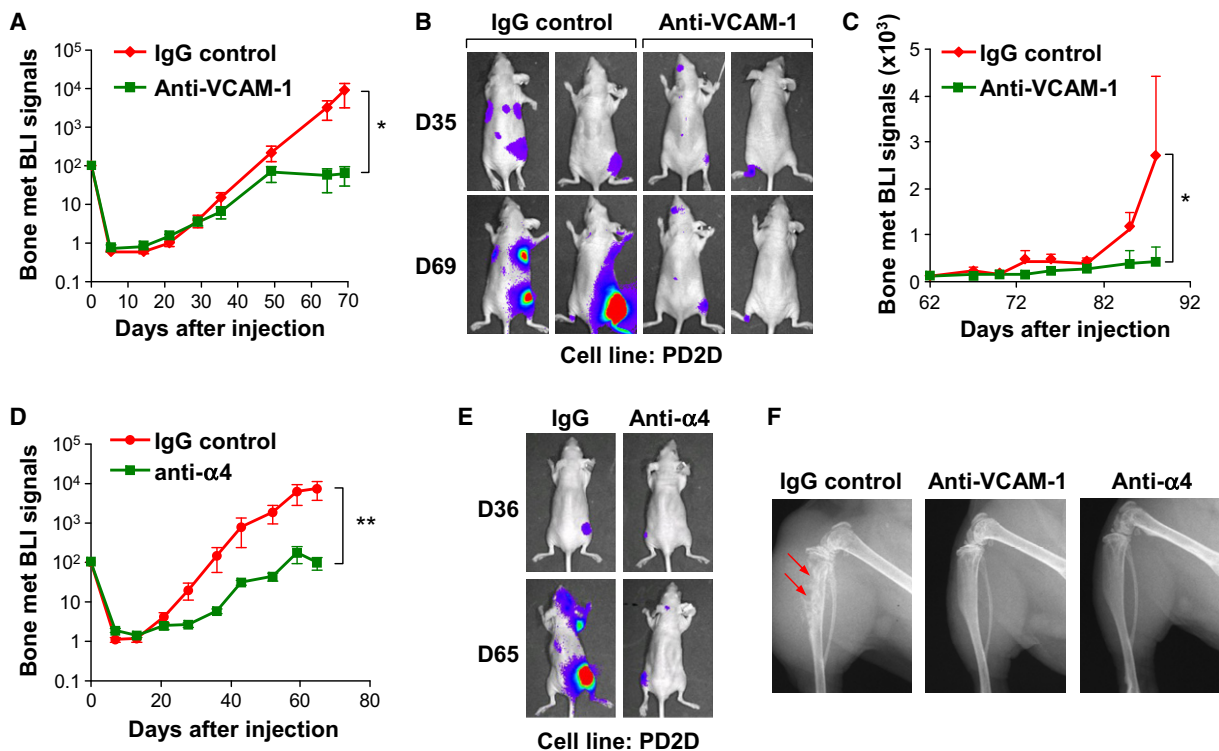 A
IgG control
Anti-VCAM-1
Bone met BLI signals
10⁵
10⁴
10³
10²
10
1
0.1
0 10 20 30 40 50 60 70
Days after injection
*
B
IgG control Anti-VCAM-1
D35
D69
Cell line: PD2D
C
Bone met BLI signals (x10³)
IgG control
Anti-VCAM-1
5
4
3
2
1
0
62 72 82 92
Days after injection
*
D
IgG control
anti-α4
Bone met BLI signals
10⁵
10⁴
10³
10²
10
1
0.1
0 20 40 60 80
Days after injection
**
E
IgG Anti-α4
D36
D65
Cell line: PD2D
F
IgG control Anti-VCAM-1 Anti-α4